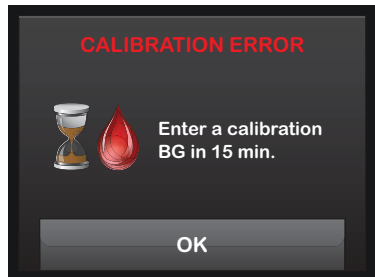 CALIBRATION ERROR
Enter a calibration
BG in 15 min.
OK